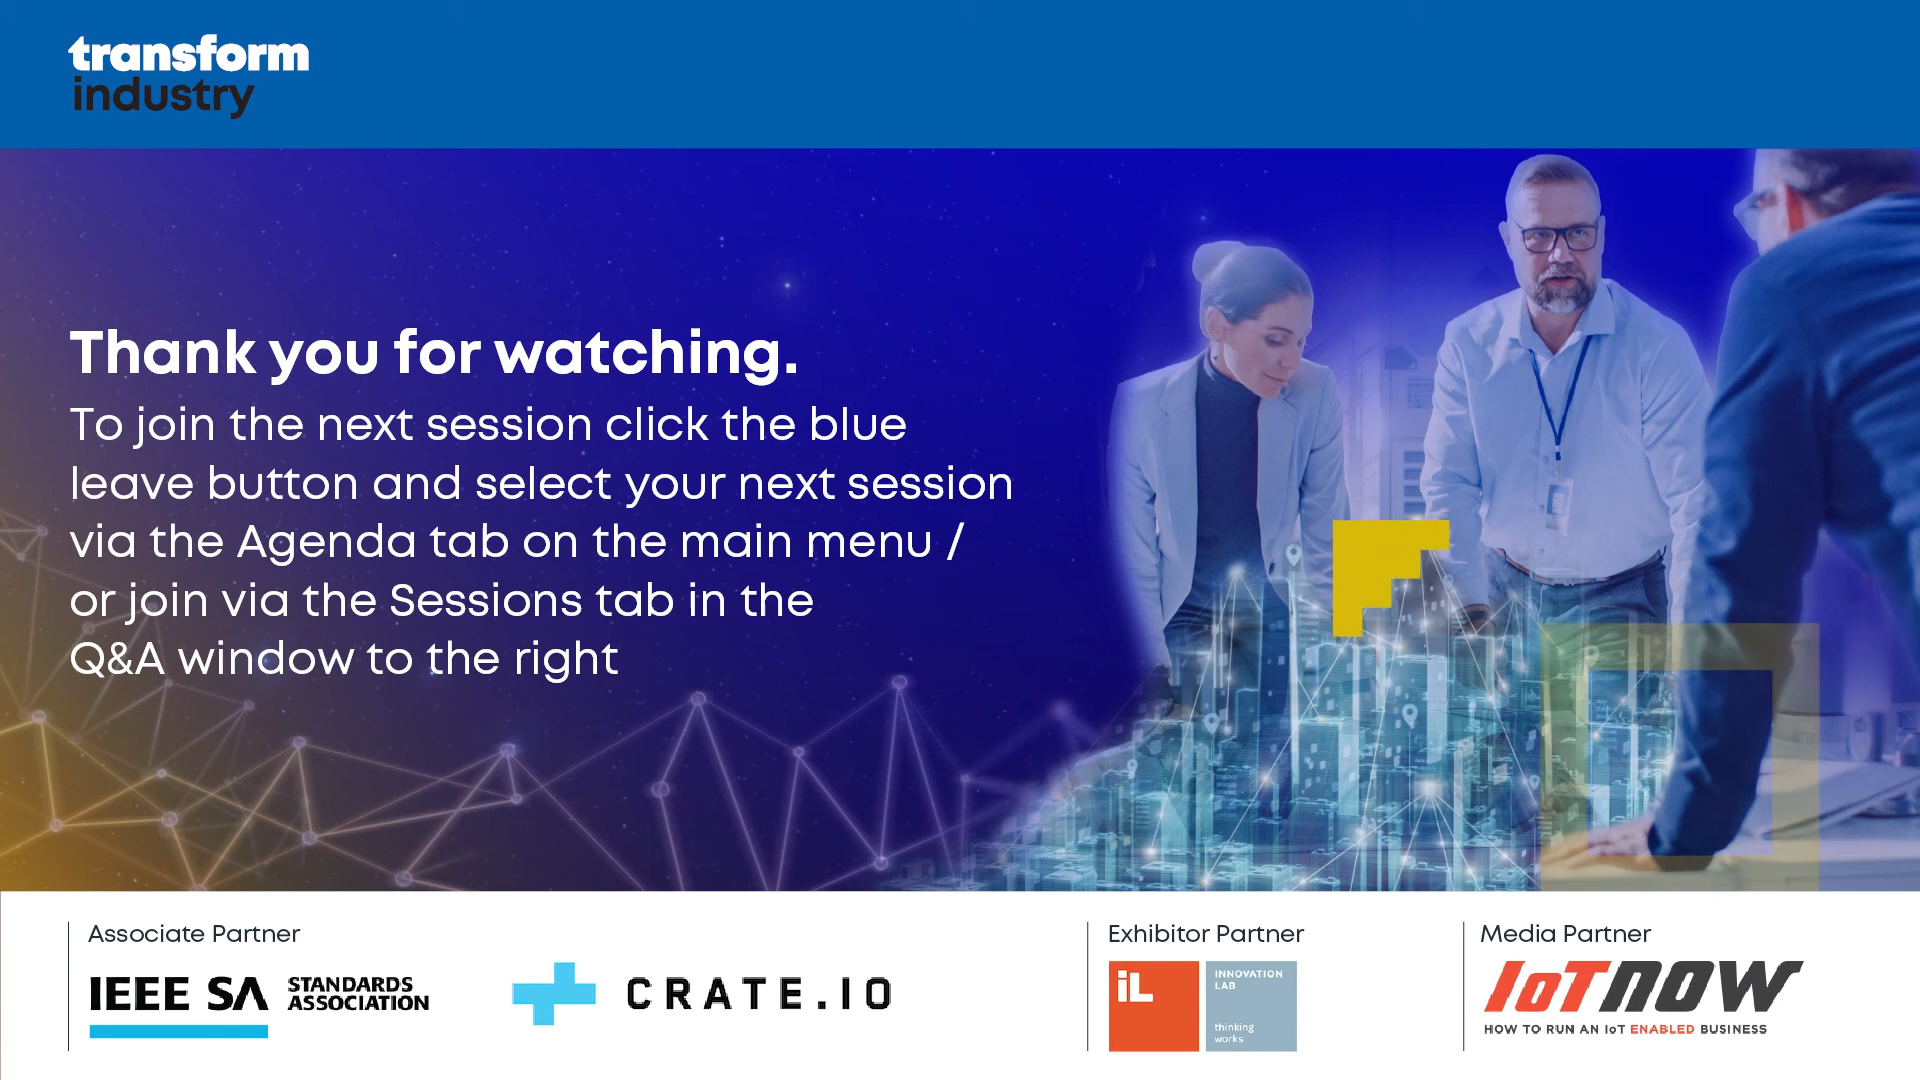 transform
industry
Thank you for watching.
To join the next session click the blue
leave button and select your next session
via the Agenda tab on the main menu /
or join via the Sessions tab in the
Q&A window to the right
Associate Partner
IEEE SA STANDARDS
ASSOCIATION
CRATE.IO
Exhibitor Partner
iL
INNOVATION
LAB
thinking
works
Media Partner
IoTNOW
HOW TO RUN AN IoT ENABLED BUSINESS